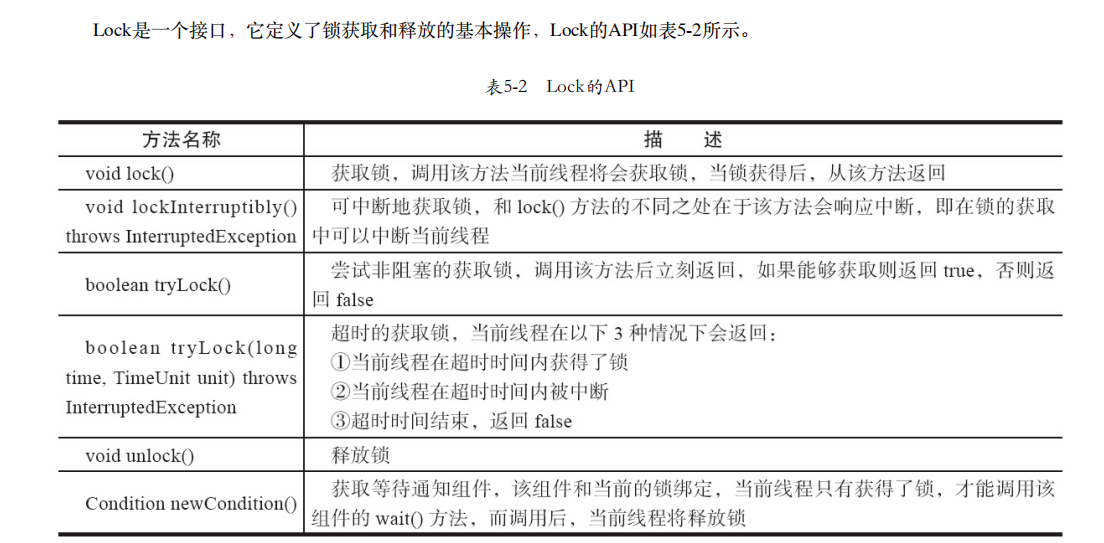 Lock是一个接口，它定义了锁获取和释放的基本操作，Lock的API如表5-2所示。
表5-2 Lock的API
方法名称 描 述
void lock() 获取锁，调用该方法当前线程将会获取锁，当锁获得后，从该方法返回
void lockInterruptibly()
throws InterruptedException
可中断地获取锁，和 lock() 方法的不同之处在于该方法会响应中断，即在锁的获取
中可以中断当前线程
boolean tryLock()
尝试非阻塞的获取锁，调用该方法后立刻返回，如果能够获取则返回 true，否则返
回 false
boolean tryLock(long
time, TimeUnit unit) throws
InterruptedException
超时的获取锁，当前线程在以下 3 种情况下会返回：
①当前线程在超时时间内获得了锁
②当前线程在超时时间内被中断
③超时时间结束，返回 false
void unlock() 释放锁
Condition newCondition()
获取等待通知组件，该组件和当前的锁绑定，当前线程只有获得了锁，才能调用该
组件的 wait() 方法，而调用后，当前线程将释放锁